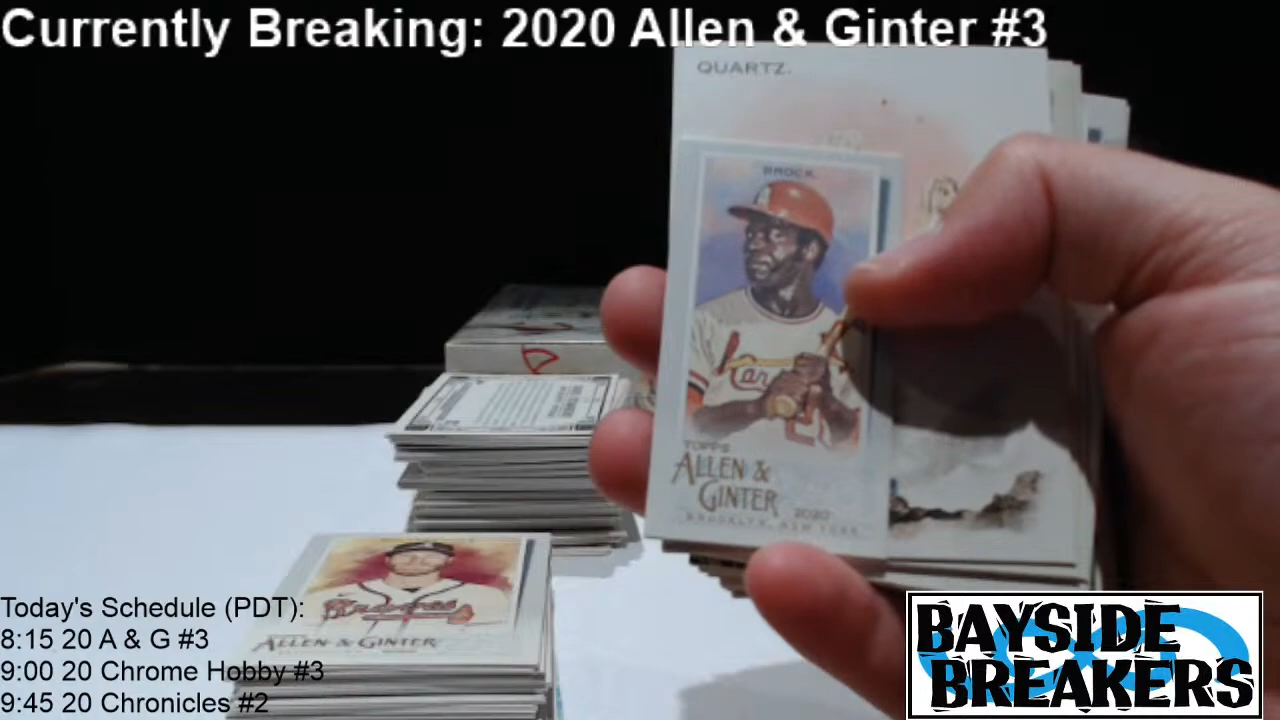 Currently Breaking: 2020 Allen & Ginter #3
QUARTZ.
BROCK
TOPPS
ALLEN &
GINTER
2020
BROOKLYN, NEW YORK
Braves
ALLEN & GINTER
Today's Schedule (PDT):
8:15 20 A & G #3
9:00 20 Chrome Hobby #3
9:45 20 Chronicles #2
BAYSIDE
BREAKERS